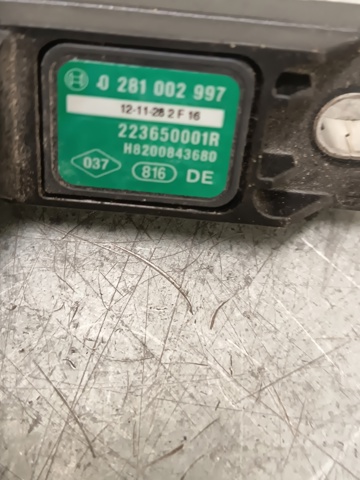 0 281 002 997
12-11-28 2 F 16
223650001R
H8200843680
037 816 DE